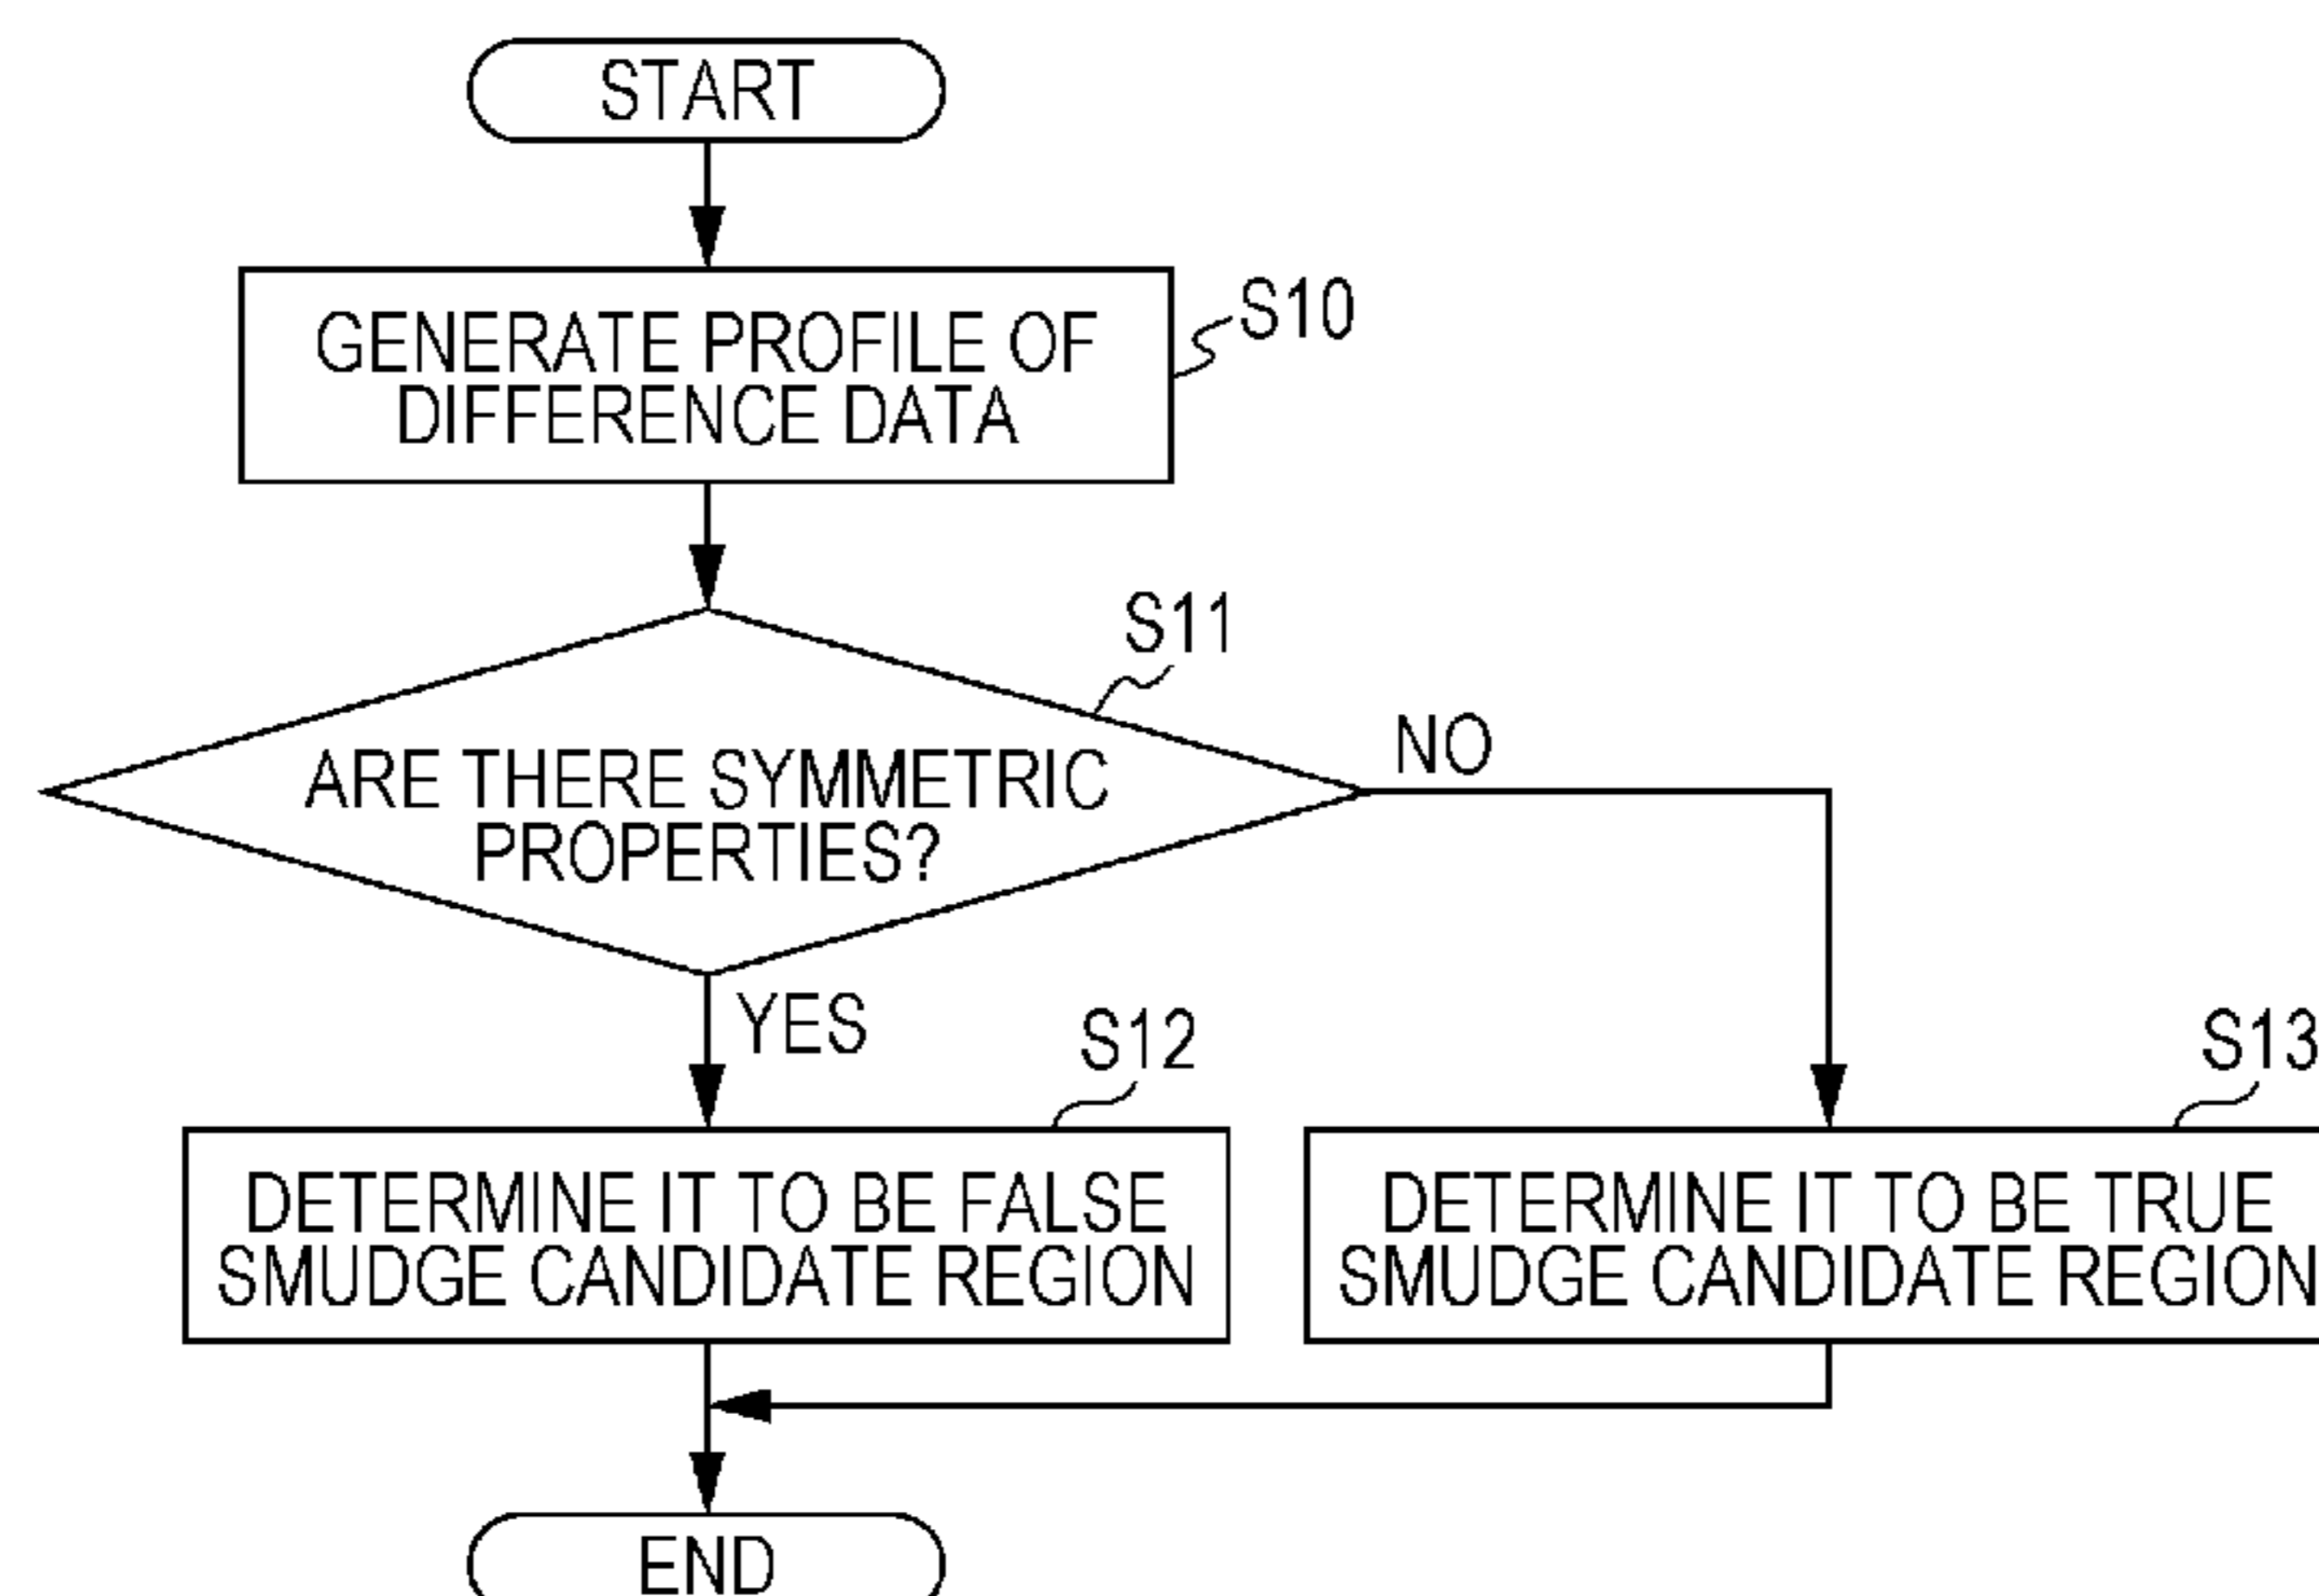 START
GENERATE PROFILE OF
DIFFERENCE DATA
S10
S11
ARE THERE SYMMETRIC
PROPERTIES?
NO
YES
S12
DETERMINE IT TO BE FALSE
SMUDGE CANDIDATE REGION
S13
DETERMINE IT TO BE TRUE
SMUDGE CANDIDATE REGION
END